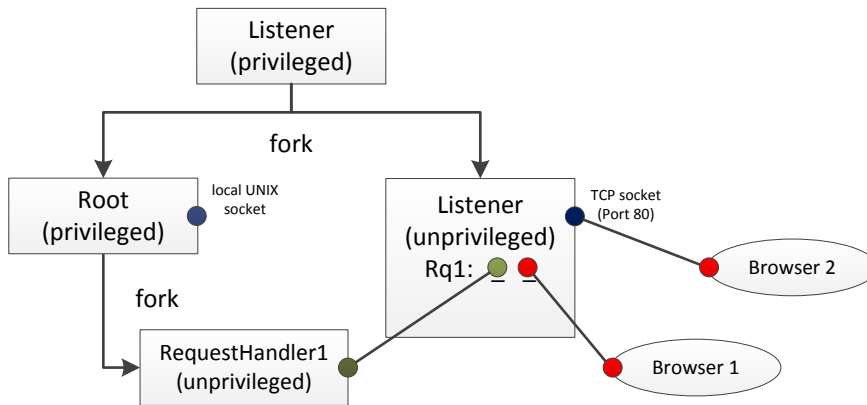 Listener
(privileged)
fork
Root
(privileged)
local UNIX
socket
Listener
(unprivileged)
Rq1: _ _
TCP socket
(Port 80)
Browser 2
fork
RequestHandler1
(unprivileged)
Browser 1